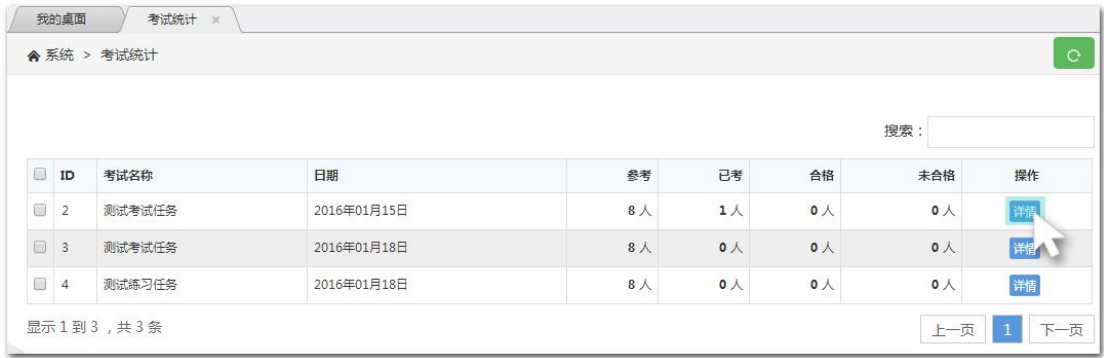 我的桌面 考试统计 ×
系统 > 考试统计
搜索：
ID 考试名称 日期 参考 已考 合格 未合格 操作
2 测试考试任务 2016年01月15日 8 人 1 人 0 人 0 人 详情
3 测试考试任务 2016年01月18日 8 人 0 人 0 人 0 人 详情
4 测试练习任务 2016年01月18日 8 人 0 人 0 人 0 人 详情
显示 1 到 3 ，共 3 条 上一页 1 下一页